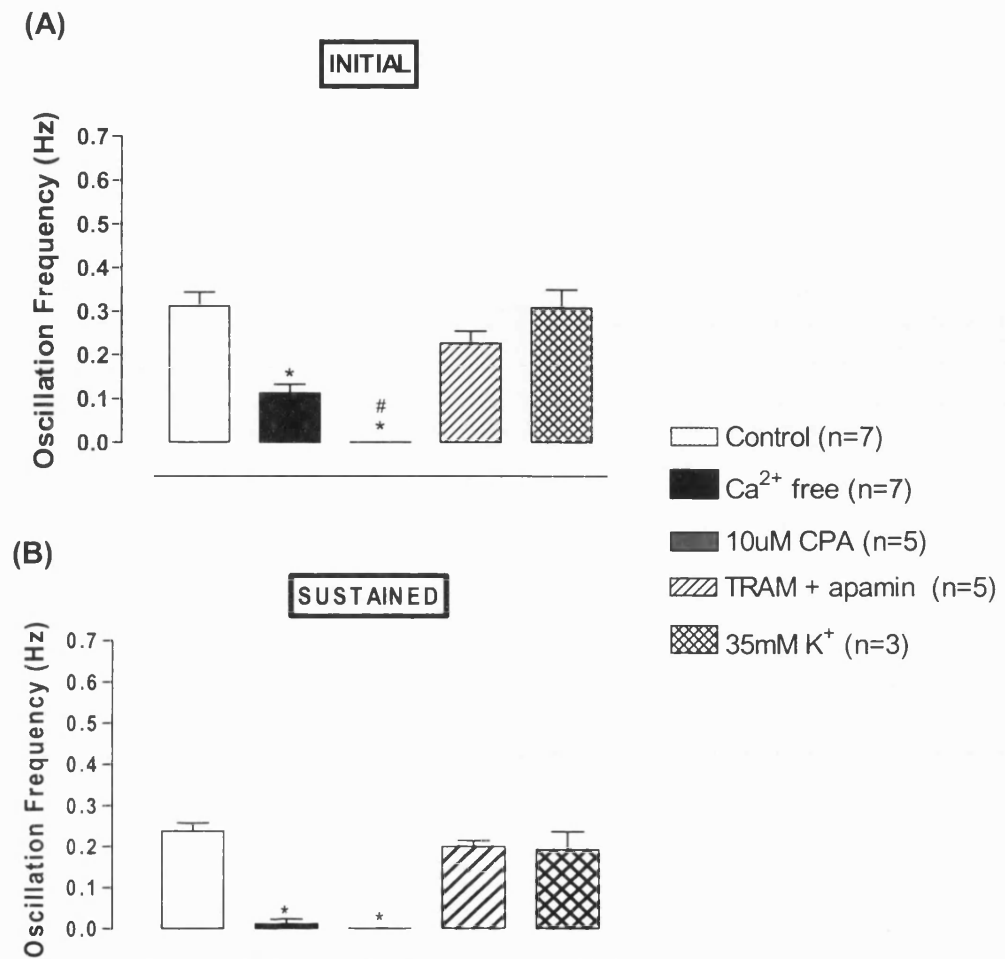 (A)
INITIAL
Oscillation Frequency (Hz)
0.7
0.6
0.5
0.4
0.3
0.2
0.1
0.0
*
#
*
Control (n=7)
Ca²⁺ free (n=7)
10uM CPA (n=5)
TRAM + apamin (n=5)
35mM K⁺ (n=3)
(B)
SUSTAINED
Oscillation Frequency (Hz)
0.7
0.6
0.5
0.4
0.3
0.2
0.1
0.0
*
*